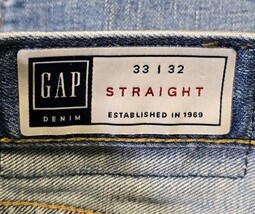 GAP
DENIM
33 | 32
STRAIGHT
ESTABLISHED IN 1969